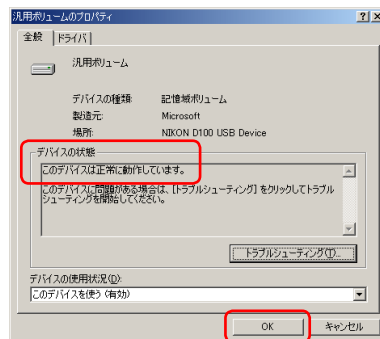 汎用ボリュームのプロパティ
全般 ドライバ
汎用ボリューム
デバイスの種類: 記憶域ボリューム
製造元: Microsoft
場所: NIKON D100 USB Device
デバイスの状態
このデバイスは正常に動作しています。
このデバイスに問題がある場合は、[トラブルシューティング] をクリックしてトラブル
シューティングを開始してください。
トラブルシューティング(T)...
デバイスの使用状況(D):
このデバイスを使う (有効)
OK キャンセル